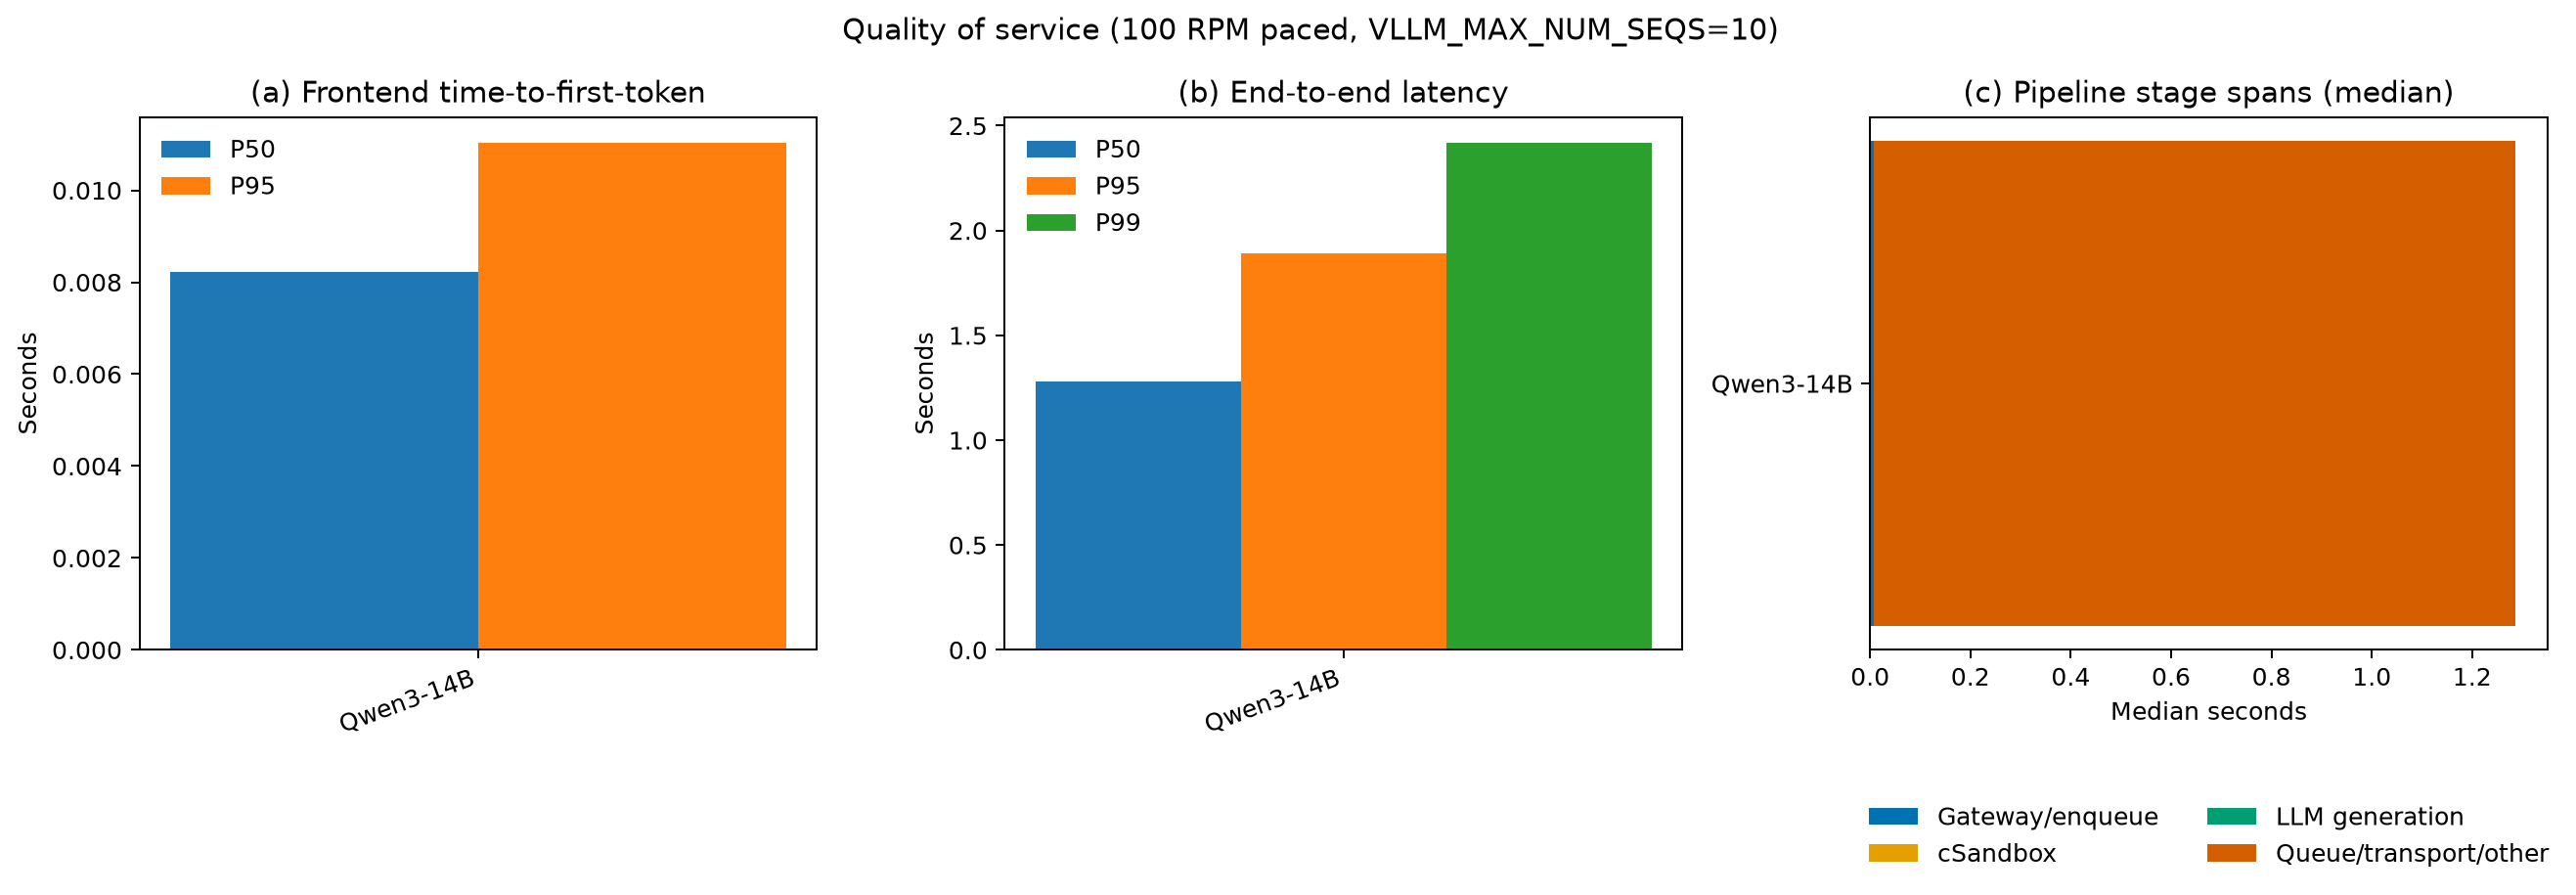 Quality of service (100 RPM paced, VLLM_MAX_NUM_SEQS=10)
(a) Frontend time-to-first-token
P50
P95
0.010
0.008
0.006
0.004
0.002
0.000
Seconds
Qwen3-14B
(b) End-to-end latency
P50
P95
P99
2.5
2.0
1.5
1.0
0.5
0.0
Seconds
Qwen3-14B
(c) Pipeline stage spans (median)
Qwen3-14B
0.0 0.2 0.4 0.6 0.8 1.0 1.2
Median seconds
Gateway/enqueue
cSandbox
LLM generation
Queue/transport/other